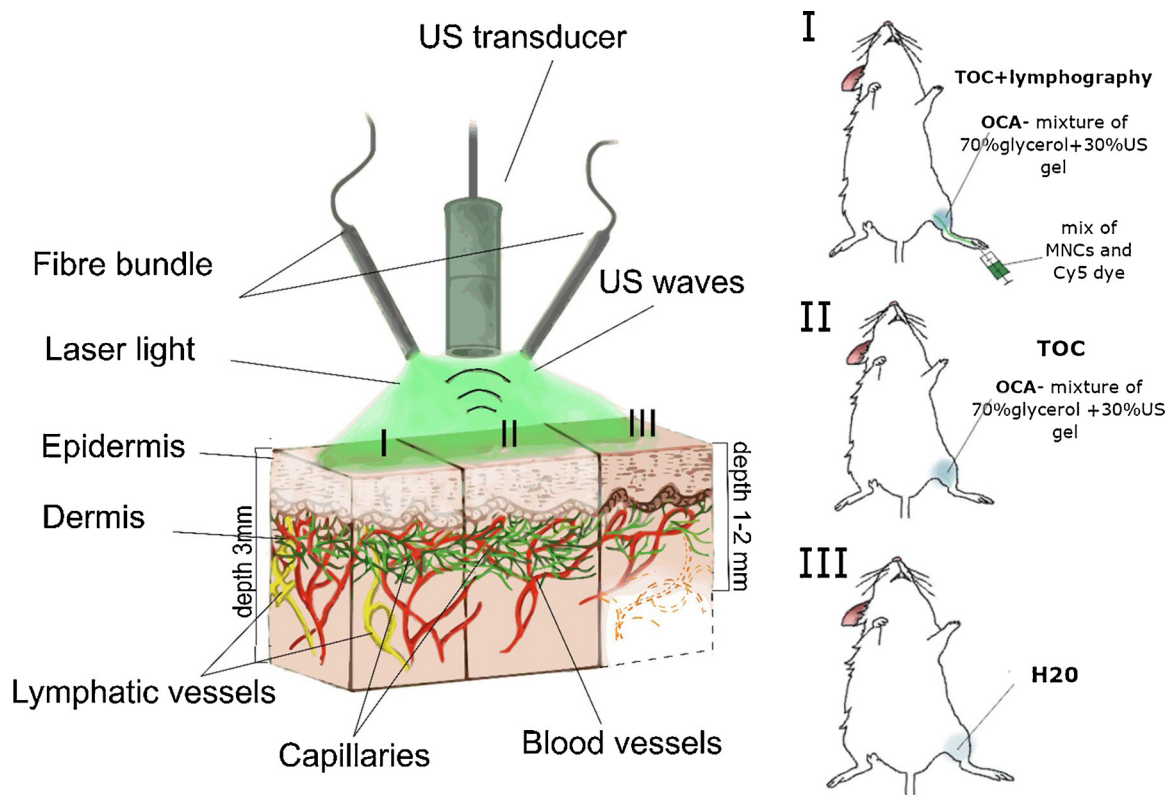 US transducer
Fibre bundle
US waves
Laser light
I
II
III
Epidermis
Dermis
depth 3mm
depth 1-2 mm
Lymphatic vessels
Capillaries
Blood vessels
I
TOC+lymphography
OCA- mixture of
70%glycerol+30%US
gel
mix of
MNCs and
Cy5 dye
II
TOC
OCA- mixture of
70%glycerol +30%US
gel
III
H20